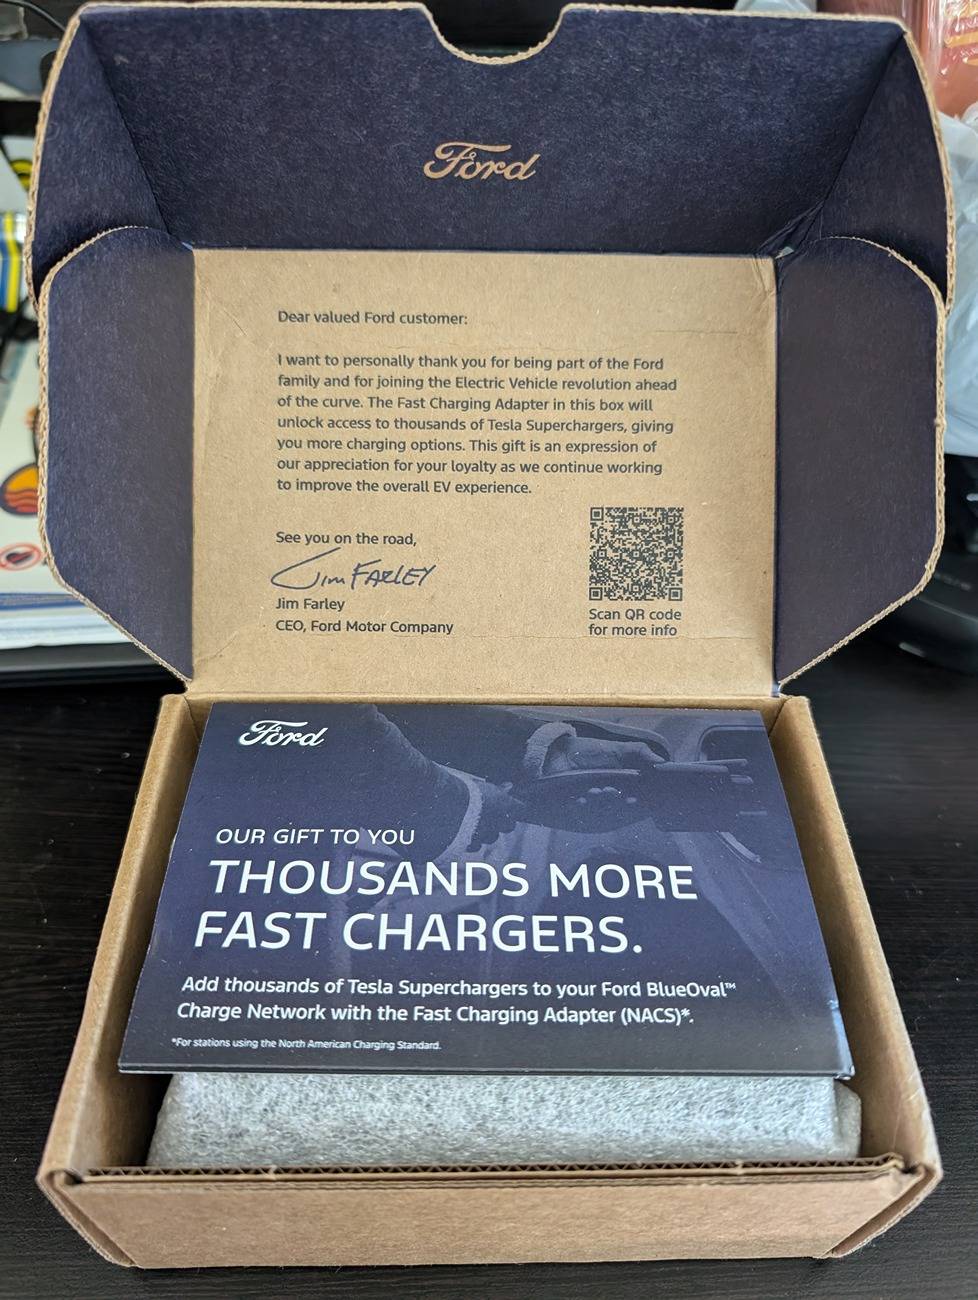 Ford
Dear valued Ford customer:
I want to personally thank you for being part of the Ford
family and for joining the Electric Vehicle revolution ahead
of the curve. The Fast Charging Adapter in this box will
unlock access to thousands of Tesla Superchargers, giving
you more charging options. This gift is an expression of
our appreciation for your loyalty as we continue working
to improve the overall EV experience.
See you on the road,
Jim FARLEY
Jim Farley
CEO, Ford Motor Company
Scan QR code
for more info
Ford
OUR GIFT TO YOU
THOUSANDS MORE
FAST CHARGERS.
Add thousands of Tesla Superchargers to your Ford BlueOval™
Charge Network with the Fast Charging Adapter (NACS)*.
*For stations using the North American Charging Standard.